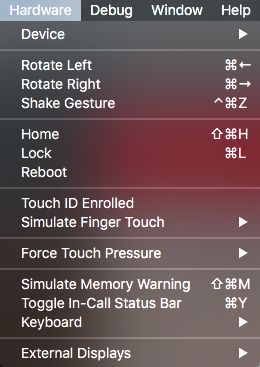 Hardware Debug Window Help
Device ▶
Rotate Left ⌘←
Rotate Right ⌘→
Shake Gesture ^⌘Z
Home ⇧⌘H
Lock ⌘L
Reboot
Touch ID Enrolled
Simulate Finger Touch ▶
Force Touch Pressure ▶
Simulate Memory Warning ⇧⌘M
Toggle In-Call Status Bar ⌘Y
Keyboard ▶
External Displays ▶